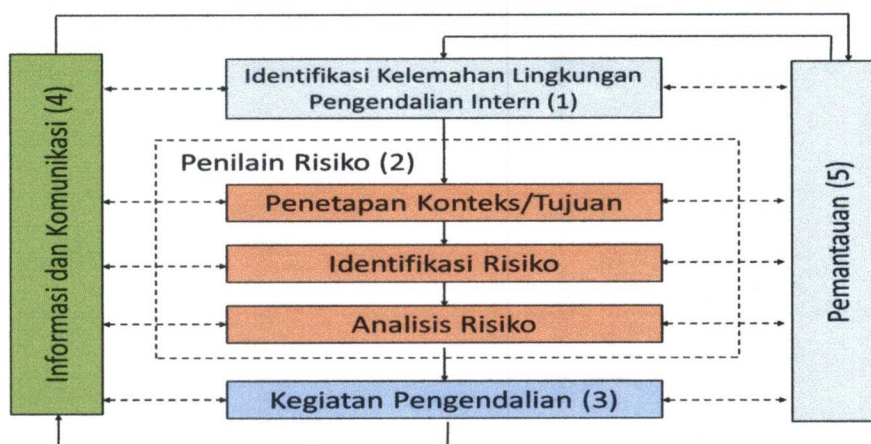 Identifikasi Kelemahan Lingkungan
Pengendalian Intern (1)
Penilain Risiko (2)
Penetapan Konteks/Tujuan
Identifikasi Risiko
Analisis Risiko
Kegiatan Pengendalian (3)
Informasi dan Komunikasi (4)
Pemantauan (5)